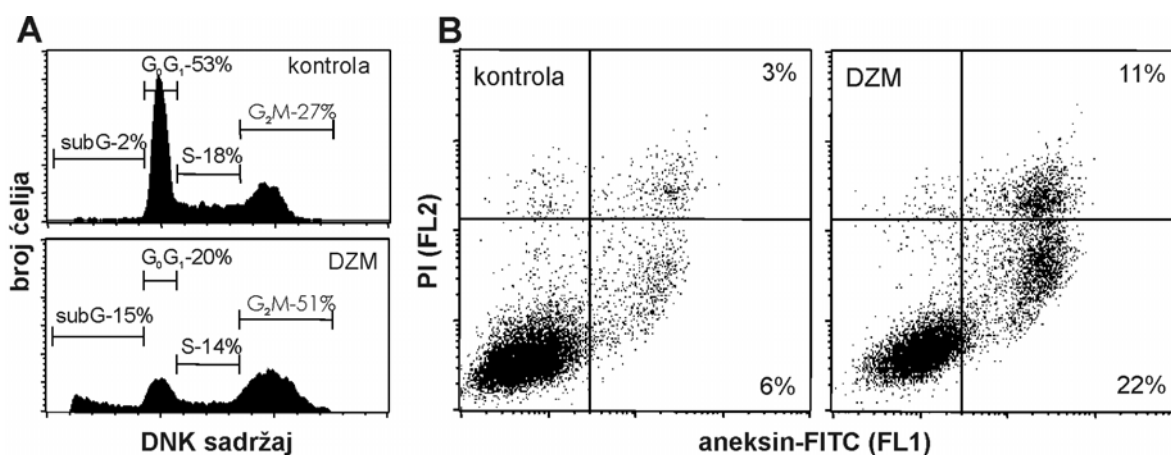 A
G₀G₁-53%
kontrola
G₂M-27%
subG-2%
S-18%
G₀G₁-20%
DZM
G₂M-51%
subG-15%
S-14%
broj ćelija
DNK sadržaj
B
kontrola
3%
6%
DZM
11%
22%
PI (FL2)
aneksin-FITC (FL1)